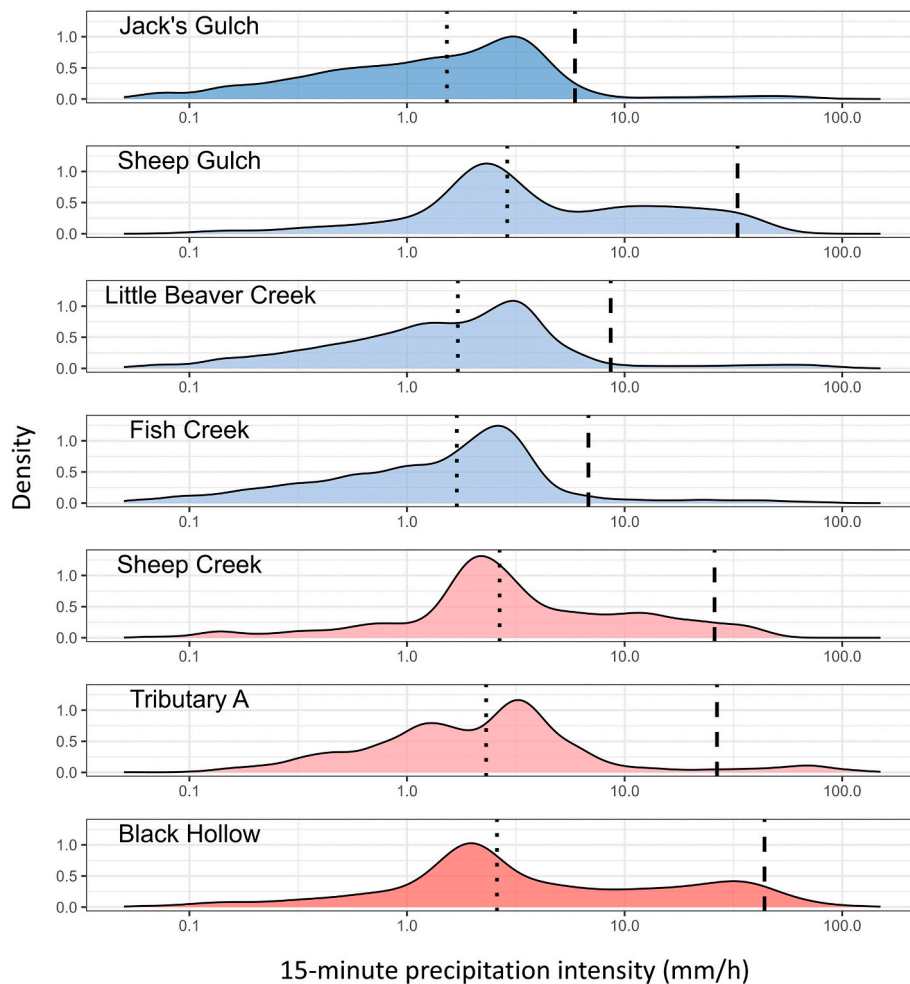 Jack's Gulch
1.0
0.5
0.0
0.1 1.0 10.0 100.0
Sheep Gulch
1.0
0.5
0.0
0.1 1.0 10.0 100.0
Little Beaver Creek
1.0
0.5
0.0
0.1 1.0 10.0 100.0
Density
Fish Creek
1.0
0.5
0.0
0.1 1.0 10.0 100.0
Sheep Creek
1.0
0.5
0.0
0.1 1.0 10.0 100.0
Tributary A
1.0
0.5
0.0
0.1 1.0 10.0 100.0
Black Hollow
1.0
0.5
0.0
0.1 1.0 10.0 100.0
15-minute precipitation intensity (mm/h)